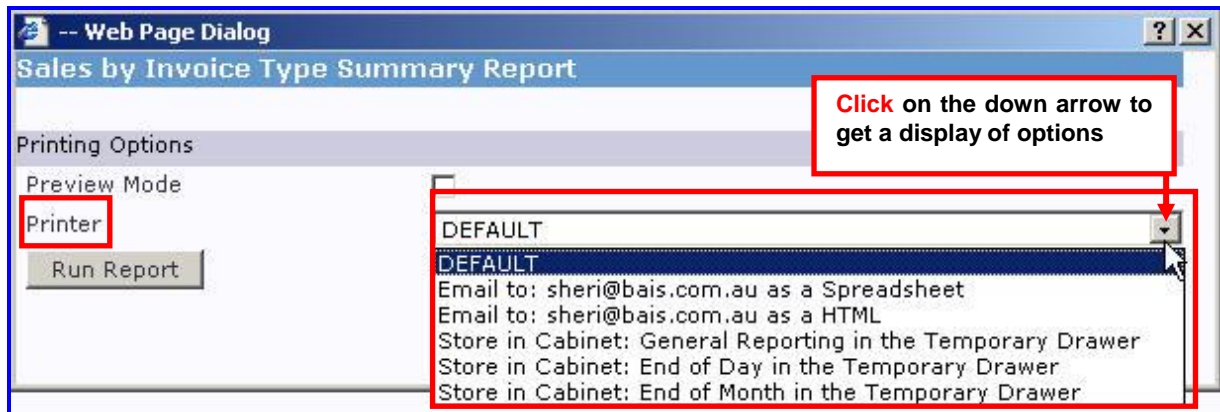 -- Web Page Dialog
Sales by Invoice Type Summary Report
Click on the down arrow to
get a display of options
Printing Options
Preview Mode
Printer
DEFAULT
Run Report
DEFAULT
Email to: sheri@bais.com.au as a Spreadsheet
Email to: sheri@bais.com.au as a HTML
Store in Cabinet: General Reporting in the Temporary Drawer
Store in Cabinet: End of Day in the Temporary Drawer
Store in Cabinet: End of Month in the Temporary Drawer